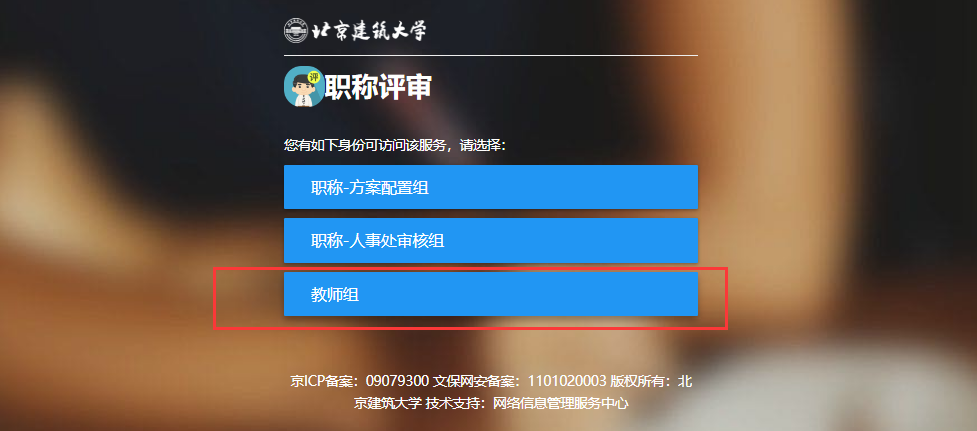 北京建筑大学
评
职称评审
您有如下身份可访问该服务，请选择：
职称-方案配置组
职称-人事处审核组
教师组
京ICP备案：09079300 文保网安备案：1101020003 版权所有：北
京建筑大学 技术支持：网络信息管理服务中心